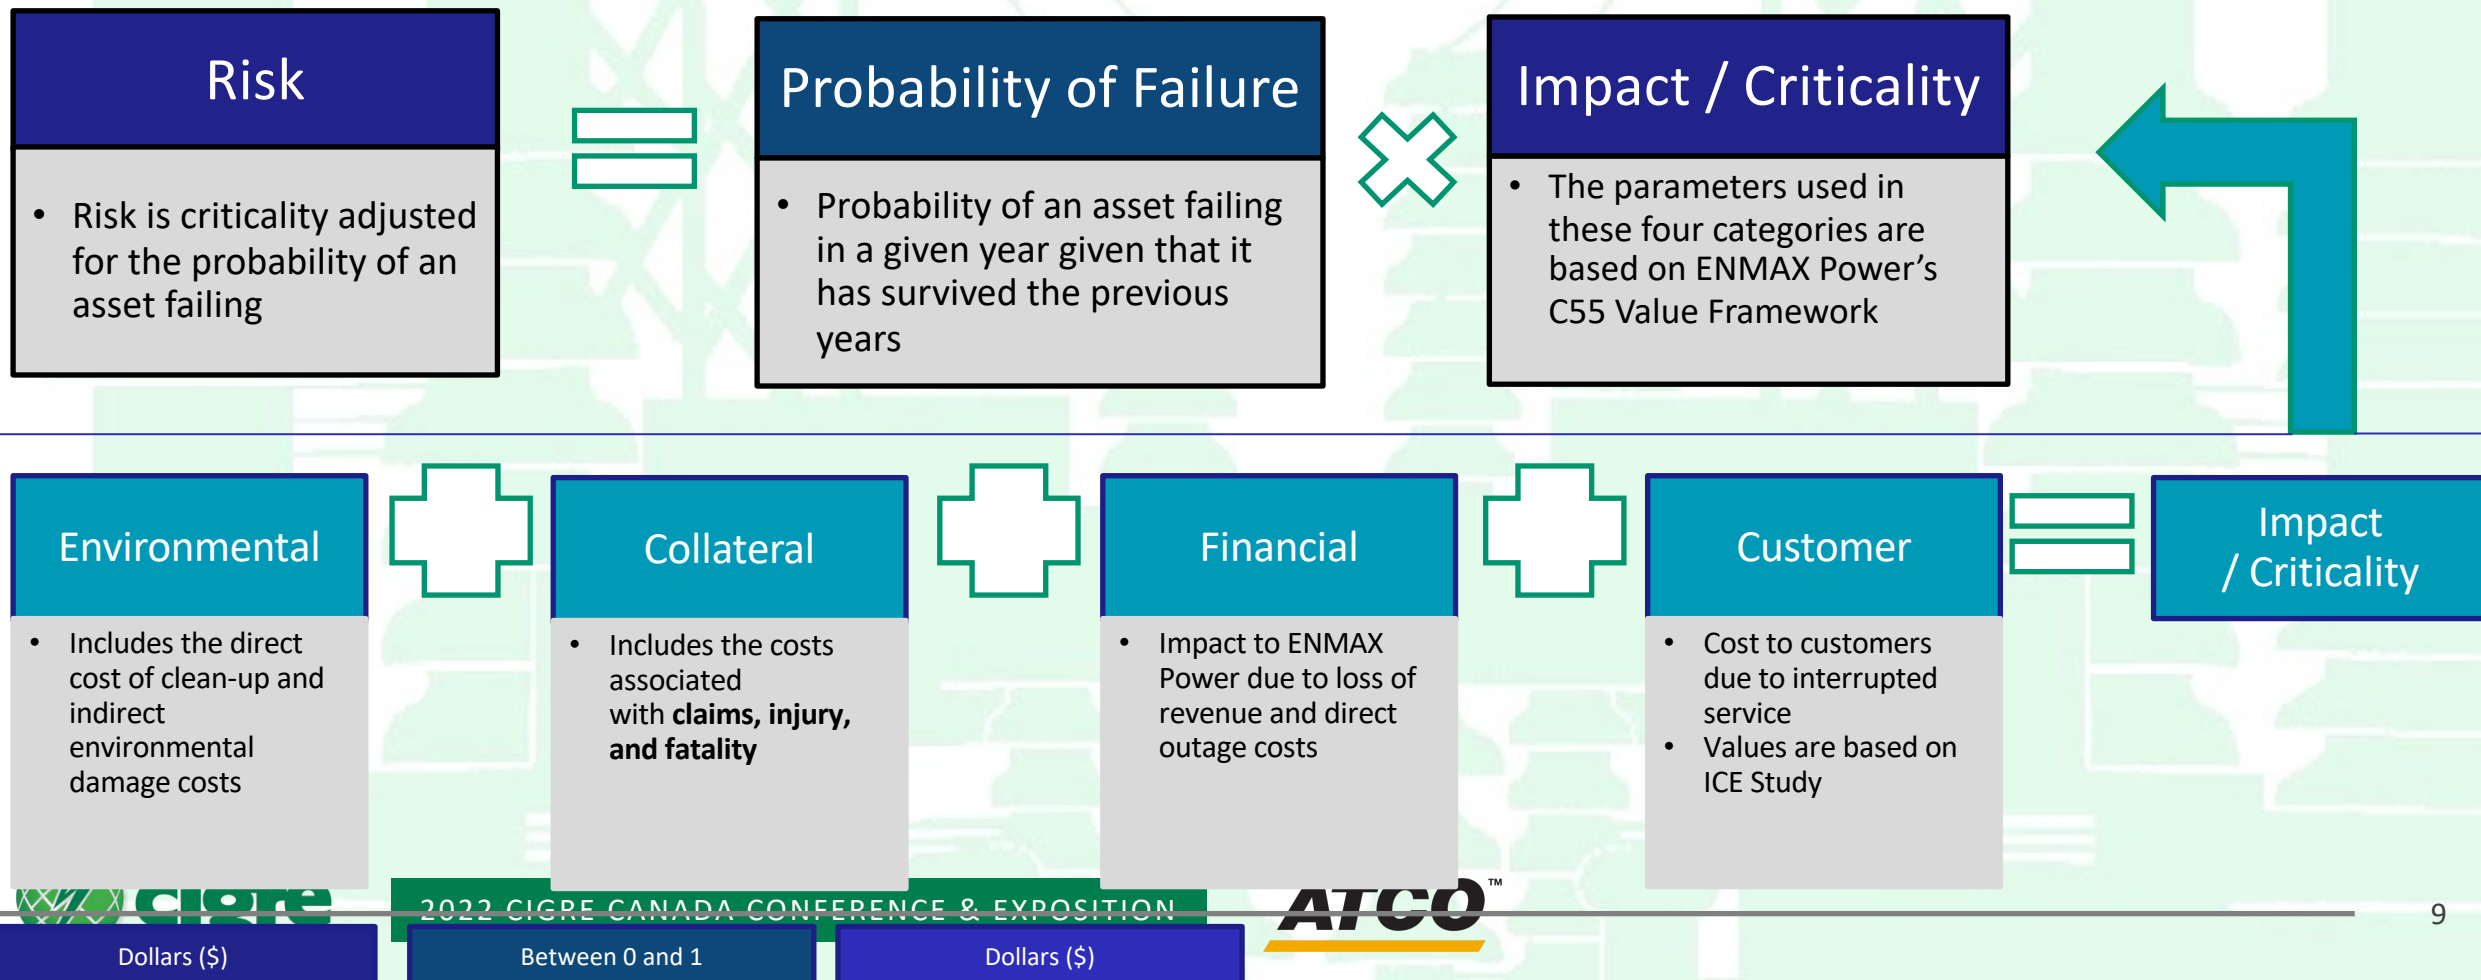 Risk
• Risk is criticality adjusted
for the probability of an
asset failing
Probability of Failure
• Probability of an asset failing
in a given year given that it
has survived the previous
years
Impact / Criticality
• The parameters used in
these four categories are
based on ENMAX Power’s
C55 Value Framework
Environmental
• Includes the direct
cost of clean-up and
indirect
environmental
damage costs
Collateral
• Includes the costs
associated
with claims, injury,
and fatality
Financial
• Impact to ENMAX
Power due to loss of
revenue and direct
outage costs
Customer
• Cost to customers
due to interrupted
service
• Values are based on
ICE Study
Impact
/ Criticality
cigre
2022 CIGRE CANADA CONFERENCE & EXPOSITION
ATCO™
9
Dollars ($)
Between 0 and 1
Dollars ($)